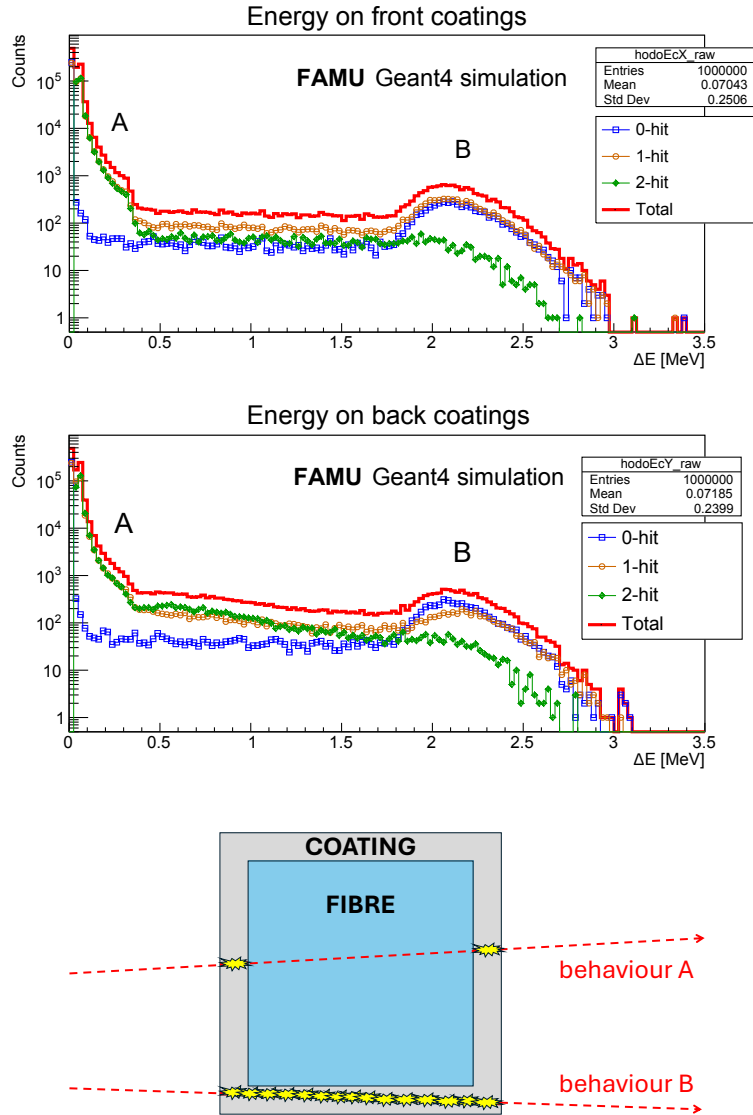 Energy on front coatings
Counts
FAMU Geant4 simulation
hodoEcX_raw
Entries 1000000
Mean 0.07043
Std Dev 0.2506
0-hit
1-hit
2-hit
Total
A
B
10⁵
10⁴
10³
10²
10
1
0 0.5 1 1.5 2 2.5 3 3.5
ΔE [MeV]
Energy on back coatings
Counts
FAMU Geant4 simulation
hodoEcY_raw
Entries 1000000
Mean 0.07185
Std Dev 0.2399
0-hit
1-hit
2-hit
Total
A
B
10⁵
10⁴
10³
10²
10
1
0 0.5 1 1.5 2 2.5 3 3.5
ΔE [MeV]
COATING
FIBRE
behaviour A
behaviour B